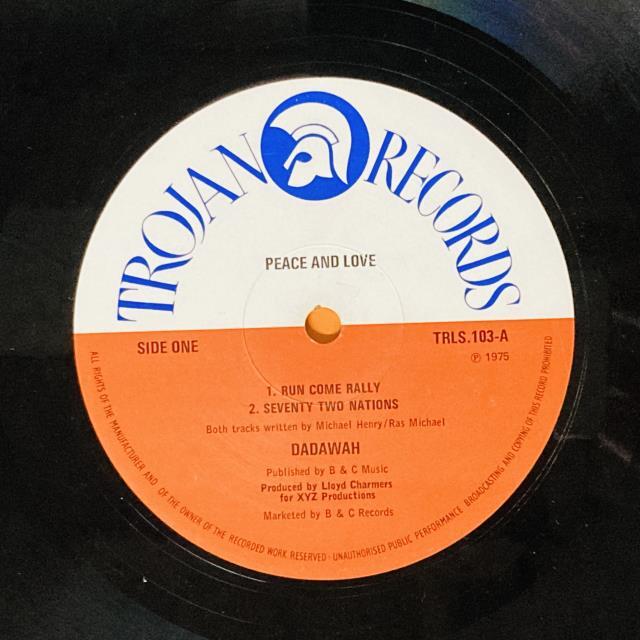 TROJAN RECORDS
PEACE AND LOVE
SIDE ONE
TRLS.103-A
℗ 1975
1. RUN COME RALLY
2. SEVENTY TWO NATIONS
Both tracks written by Michael Henry/Ras Michael
DADAWAH
Published by B & C Music
Produced by Lloyd Charmers
for XYZ Productions
Marketed by B & C Records
ALL RIGHTS OF THE MANUFACTURER AND OF THE OWNER OF THE RECORDED WORK RESERVED · UNAUTHORISED PUBLIC PERFORMANCE BROADCASTING AND COPYING OF THIS RECORD PROHIBITED